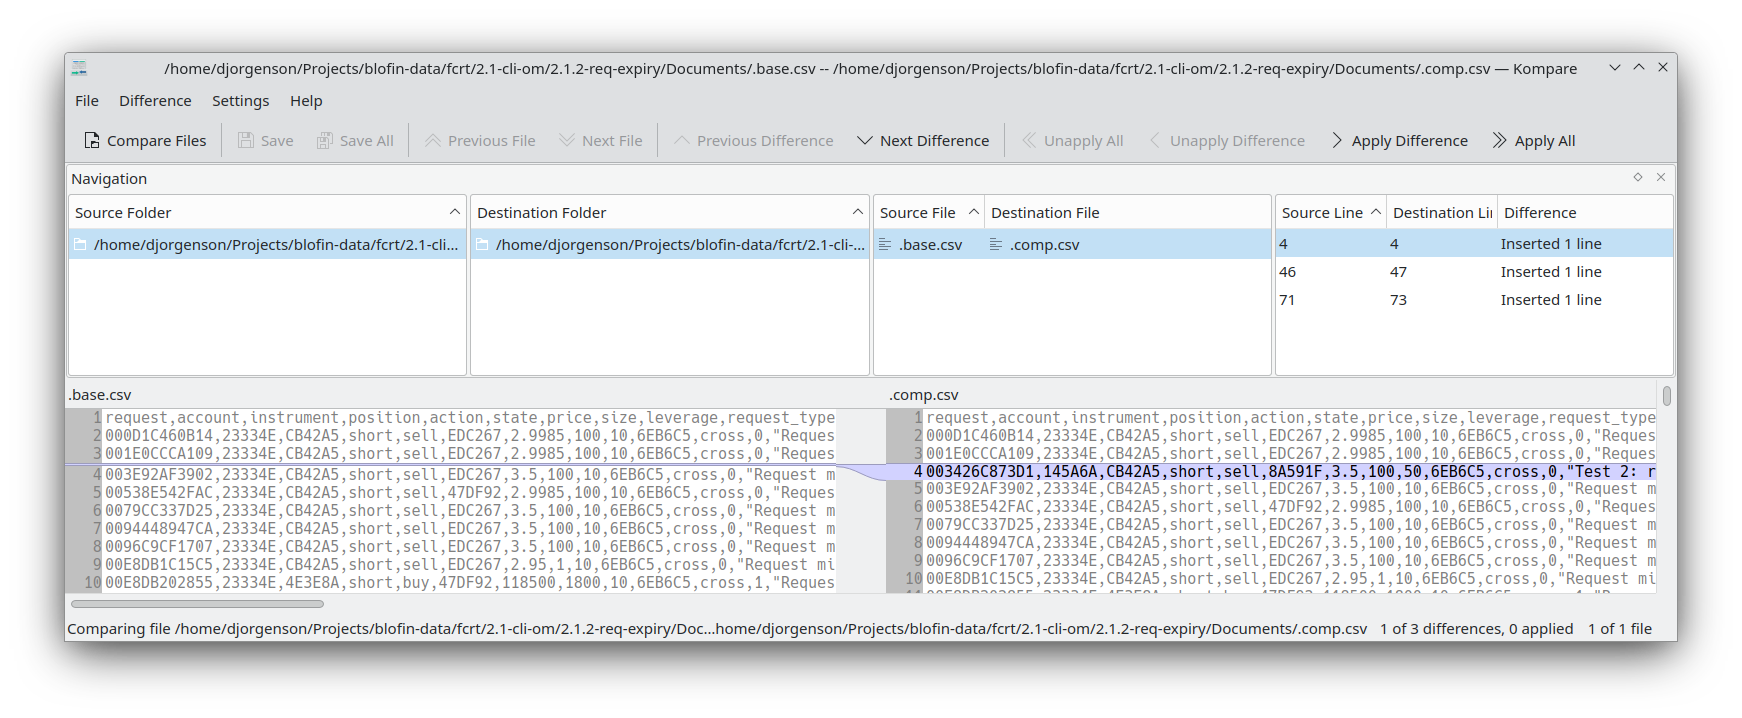 /home/djorgenson/Projects/blofin-data/fcrt/2.1-cli-om/2.1.2-req-expiry/Documents/.base.csv -- /home/djorgenson/Projects/blofin-data/fcrt/2.1-cli-om/2.1.2-req-expiry/Documents/.comp.csv — Kompare
File Difference Settings Help
Compare Files Save Save All Previous File Next File Previous Difference Next Difference Unapply All Unapply Difference Apply Difference Apply All
Navigation
Source Folder Destination Folder Source File Destination File Source Line Destination Li Difference
/home/djorgenson/Projects/blofin-data/fcrt/2.1-cli... /home/djorgenson/Projects/blofin-data/fcrt/2.1-cli-... .base.csv .comp.csv 4 4 Inserted 1 line
46 47 Inserted 1 line
71 73 Inserted 1 line
.base.csv
1 request,account,instrument,position,action,state,price,size,leverage,request_type
2 000D1C460B14,23334E,CB42A5,short,sell,EDC267,2.9985,100,10,6EB6C5,cross,0,"Reques
3 001E0CCCA109,23334E,CB42A5,short,sell,EDC267,2.9985,100,10,6EB6C5,cross,0,"Reques
4 003E92AF3902,23334E,CB42A5,short,sell,EDC267,3.5,100,10,6EB6C5,cross,0,"Request m
5 00538E542FAC,23334E,CB42A5,short,sell,47DF92,2.9985,100,10,6EB6C5,cross,0,"Reques
6 0079CC337D25,23334E,CB42A5,short,sell,EDC267,3.5,100,10,6EB6C5,cross,0,"Request m
7 0094448947CA,23334E,CB42A5,short,sell,EDC267,3.5,100,10,6EB6C5,cross,0,"Request m
8 0096C9CF1707,23334E,CB42A5,short,sell,EDC267,3.5,100,10,6EB6C5,cross,0,"Request m
9 00E8DB1C15C5,23334E,CB42A5,short,sell,EDC267,2.95,1,10,6EB6C5,cross,0,"Request mi
10 00E8DB202855,23334E,4E3E8A,short,buy,47DF92,118500,1800,10,6EB6C5,cross,1,"Reques
.comp.csv
1 request,account,instrument,position,action,state,price,size,leverage,request_type
2 000D1C460B14,23334E,CB42A5,short,sell,EDC267,2.9985,100,10,6EB6C5,cross,0,"Reques
3 001E0CCCA109,23334E,CB42A5,short,sell,EDC267,2.9985,100,10,6EB6C5,cross,0,"Reques
4 003426C873D1,145A6A,CB42A5,short,sell,8A591F,3.5,100,50,6EB6C5,cross,0,"Test 2: r
5 003E92AF3902,23334E,CB42A5,short,sell,EDC267,3.5,100,10,6EB6C5,cross,0,"Request m
6 00538E542FAC,23334E,CB42A5,short,sell,47DF92,2.9985,100,10,6EB6C5,cross,0,"Reques
7 0079CC337D25,23334E,CB42A5,short,sell,EDC267,3.5,100,10,6EB6C5,cross,0,"Request m
8 0094448947CA,23334E,CB42A5,short,sell,EDC267,3.5,100,10,6EB6C5,cross,0,"Request m
9 0096C9CF1707,23334E,CB42A5,short,sell,EDC267,3.5,100,10,6EB6C5,cross,0,"Request m
10 00E8DB1C15C5,23334E,CB42A5,short,sell,EDC267,2.95,1,10,6EB6C5,cross,0,"Request mi
Comparing file /home/djorgenson/Projects/blofin-data/fcrt/2.1-cli-om/2.1.2-req-expiry/Doc...home/djorgenson/Projects/blofin-data/fcrt/2.1-cli-om/2.1.2-req-expiry/Documents/.comp.csv 1 of 3 differences, 0 applied 1 of 1 file